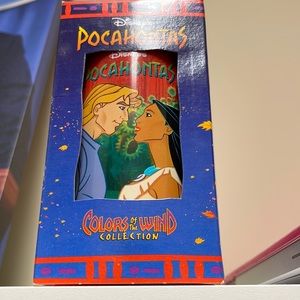 Disney's
POCAHONTAS
Disney's
POCAHONTAS
COLORS OF THE WIND
COLLECTION